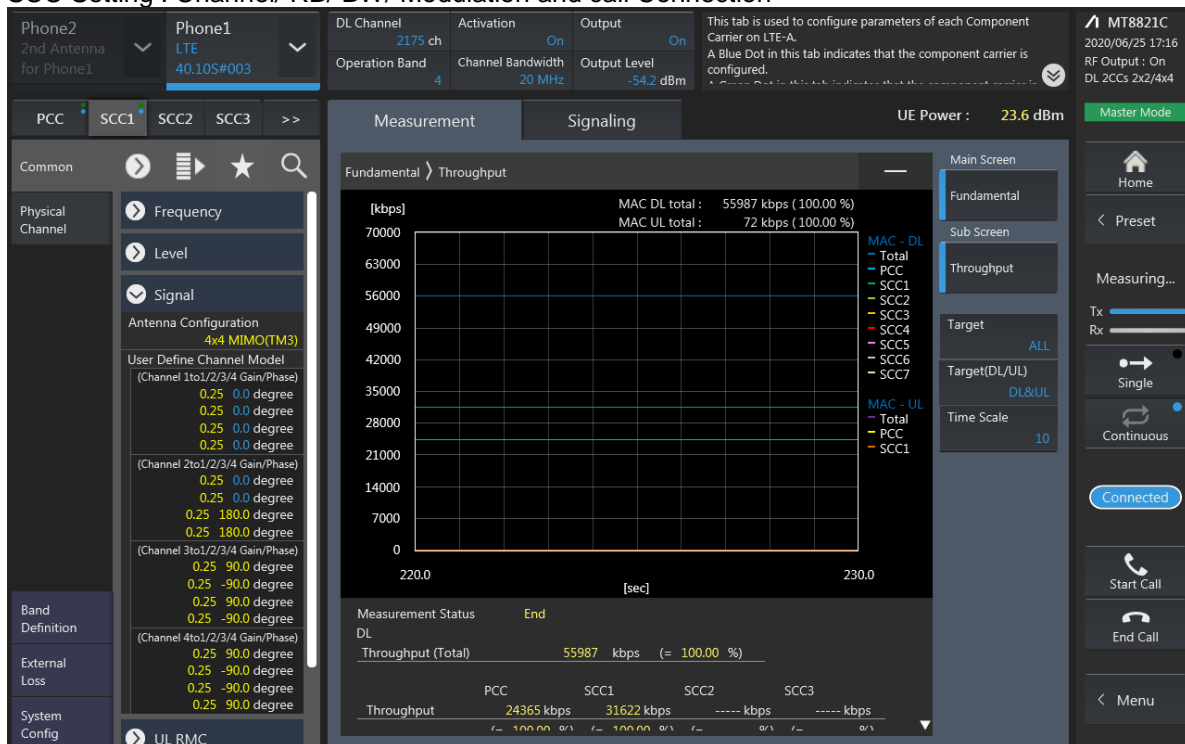 SCC Setting : Channel/ RB/ BW/ Modulation and call Connection
Phone2
2nd Antenna
for Phone1
Phone1
LTE
40.10S#003
DL Channel
2175 ch
Operation Band
4
Activation
On
Channel Bandwidth
20 MHz
Output
On
Output Level
-54.2 dBm
This tab is used to configure parameters of each Component
Carrier on LTE-A.
A Blue Dot in this tab indicates that the component carrier is
configured.
MT8821C
2020/06/25 17:16
RF Output : On
DL 2CCs 2x2/4x4
Master Mode
PCC
SCC1
SCC2
SCC3
>>
Common
Physical
Channel
Band
Definition
External
Loss
System
Config
Frequency
Level
Signal
Antenna Configuration
4x4 MIMO(TM3)
User Define Channel Model
(Channel 1to1/2/3/4 Gain/Phase)
0.25 0.0 degree
0.25 0.0 degree
0.25 0.0 degree
0.25 0.0 degree
(Channel 2to1/2/3/4 Gain/Phase)
0.25 0.0 degree
0.25 0.0 degree
0.25 180.0 degree
0.25 180.0 degree
(Channel 3to1/2/3/4 Gain/Phase)
0.25 90.0 degree
0.25 -90.0 degree
0.25 90.0 degree
0.25 -90.0 degree
(Channel 4to1/2/3/4 Gain/Phase)
0.25 90.0 degree
0.25 -90.0 degree
0.25 -90.0 degree
0.25 90.0 degree
UL RMC
Measurement
Signaling
UE Power : 23.6 dBm
Fundamental 〉 Throughput
[kbps]
MAC DL total : 55987 kbps ( 100.00 %)
MAC UL total : 72 kbps ( 100.00 %)
70000
63000
56000
49000
42000
35000
28000
21000
14000
7000
0
220.0
230.0
[sec]
MAC - DL
Total
PCC
SCC1
SCC2
SCC3
SCC4
SCC5
SCC6
SCC7
MAC - UL
Total
PCC
SCC1
Measurement Status End
DL
Throughput (Total) 55987 kbps (= 100.00 %)
PCC SCC1 SCC2 SCC3
Throughput 24365 kbps 31622 kbps ----- kbps ----- kbps
(= 100.00 %) (= 100.00 %) (= %) (= %)
Main Screen
Fundamental
Sub Screen
Throughput
Target
ALL
Target(DL/UL)
DL&UL
Time Scale
10
Home
< Preset
Measuring...
Tx
Rx
Single
Continuous
Connected
Start Call
End Call
< Menu